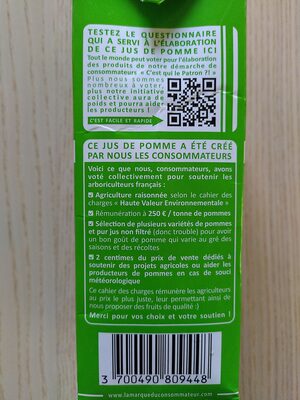 TESTEZ LE QUESTIONNAIRE
QUI A SERVI À L'ÉLABORATION
DE CE JUS DE POMME ICI
Tout le monde peut voter pour l'élaboration
des produits de notre démarche de
consommateurs « C'est qui le Patron ?! »
Plus nous sommes
nombreux à voter,
plus notre initiative
collective aura de
poids et pourra aider
les producteurs !
C'EST FACILE ET RAPIDE
CE JUS DE POMME A ÉTÉ CRÉÉ
PAR NOUS LES CONSOMMATEURS
Voici ce que nous, consommateurs, avons
voté collectivement pour soutenir les
arboriculteurs français :
Agriculture raisonnée selon le cahier des
charges « Haute Valeur Environnementale »
Rémunération à 250 € / tonne de pommes
Sélection de plusieurs variétés de pommes
et pur jus non filtré (donc trouble) pour avoir
un bon goût de pomme qui varie au gré des
saisons et des récoltes
2 centimes du prix de vente dédiés à
soutenir des projets agricoles ou aider les
producteurs de pommes en cas de souci
météorologique
Ce cahier des charges rémunère les agriculteurs
au prix le plus juste, leur permettant ainsi de
nous proposer des fruits de qualité :)
Merci pour vos choix et votre soutien !
3 700490 809448
www.lamarqueduconsommateur.com